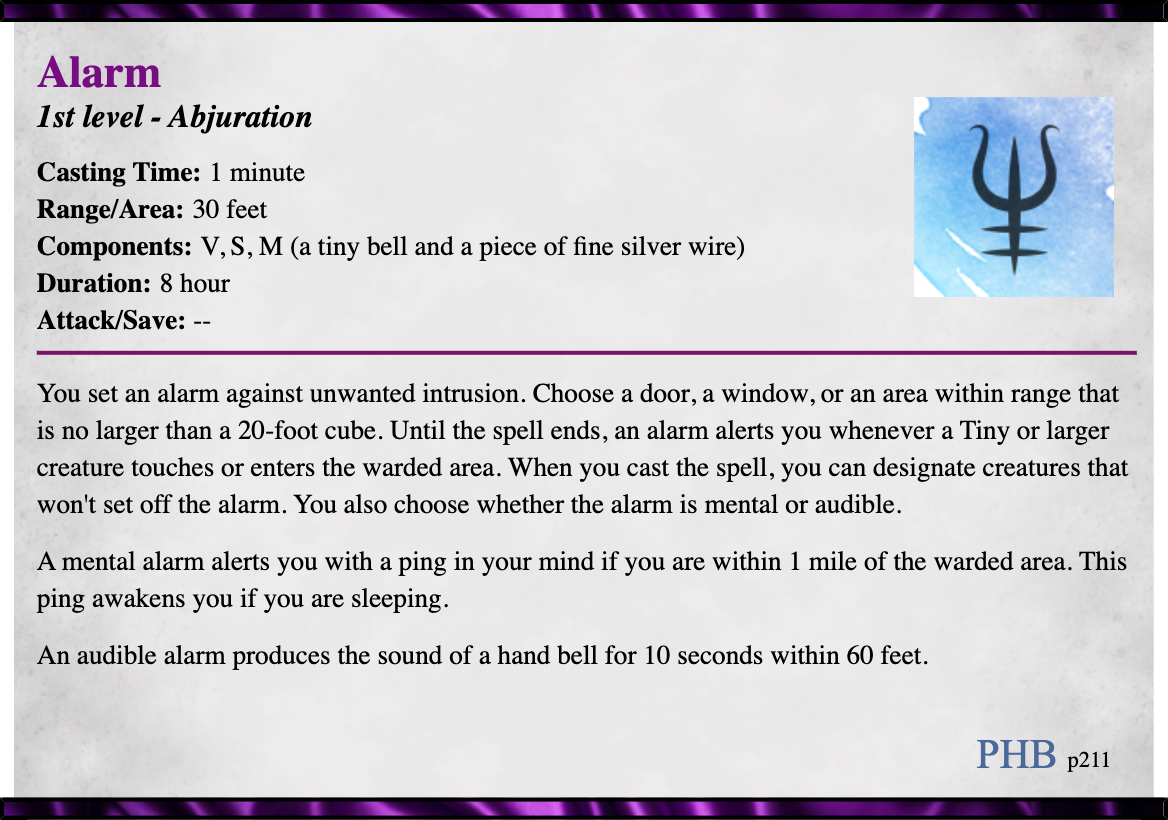 Alarm
1st level - Abjuration
Casting Time: 1 minute
Range/Area: 30 feet
Components: V, S, M (a tiny bell and a piece of fine silver wire)
Duration: 8 hour
Attack/Save: --
You set an alarm against unwanted intrusion. Choose a door, a window, or an area within range that
is no larger than a 20-foot cube. Until the spell ends, an alarm alerts you whenever a Tiny or larger
creature touches or enters the warded area. When you cast the spell, you can designate creatures that
won't set off the alarm. You also choose whether the alarm is mental or audible.
A mental alarm alerts you with a ping in your mind if you are within 1 mile of the warded area. This
ping awakens you if you are sleeping.
An audible alarm produces the sound of a hand bell for 10 seconds within 60 feet.
PHB p211